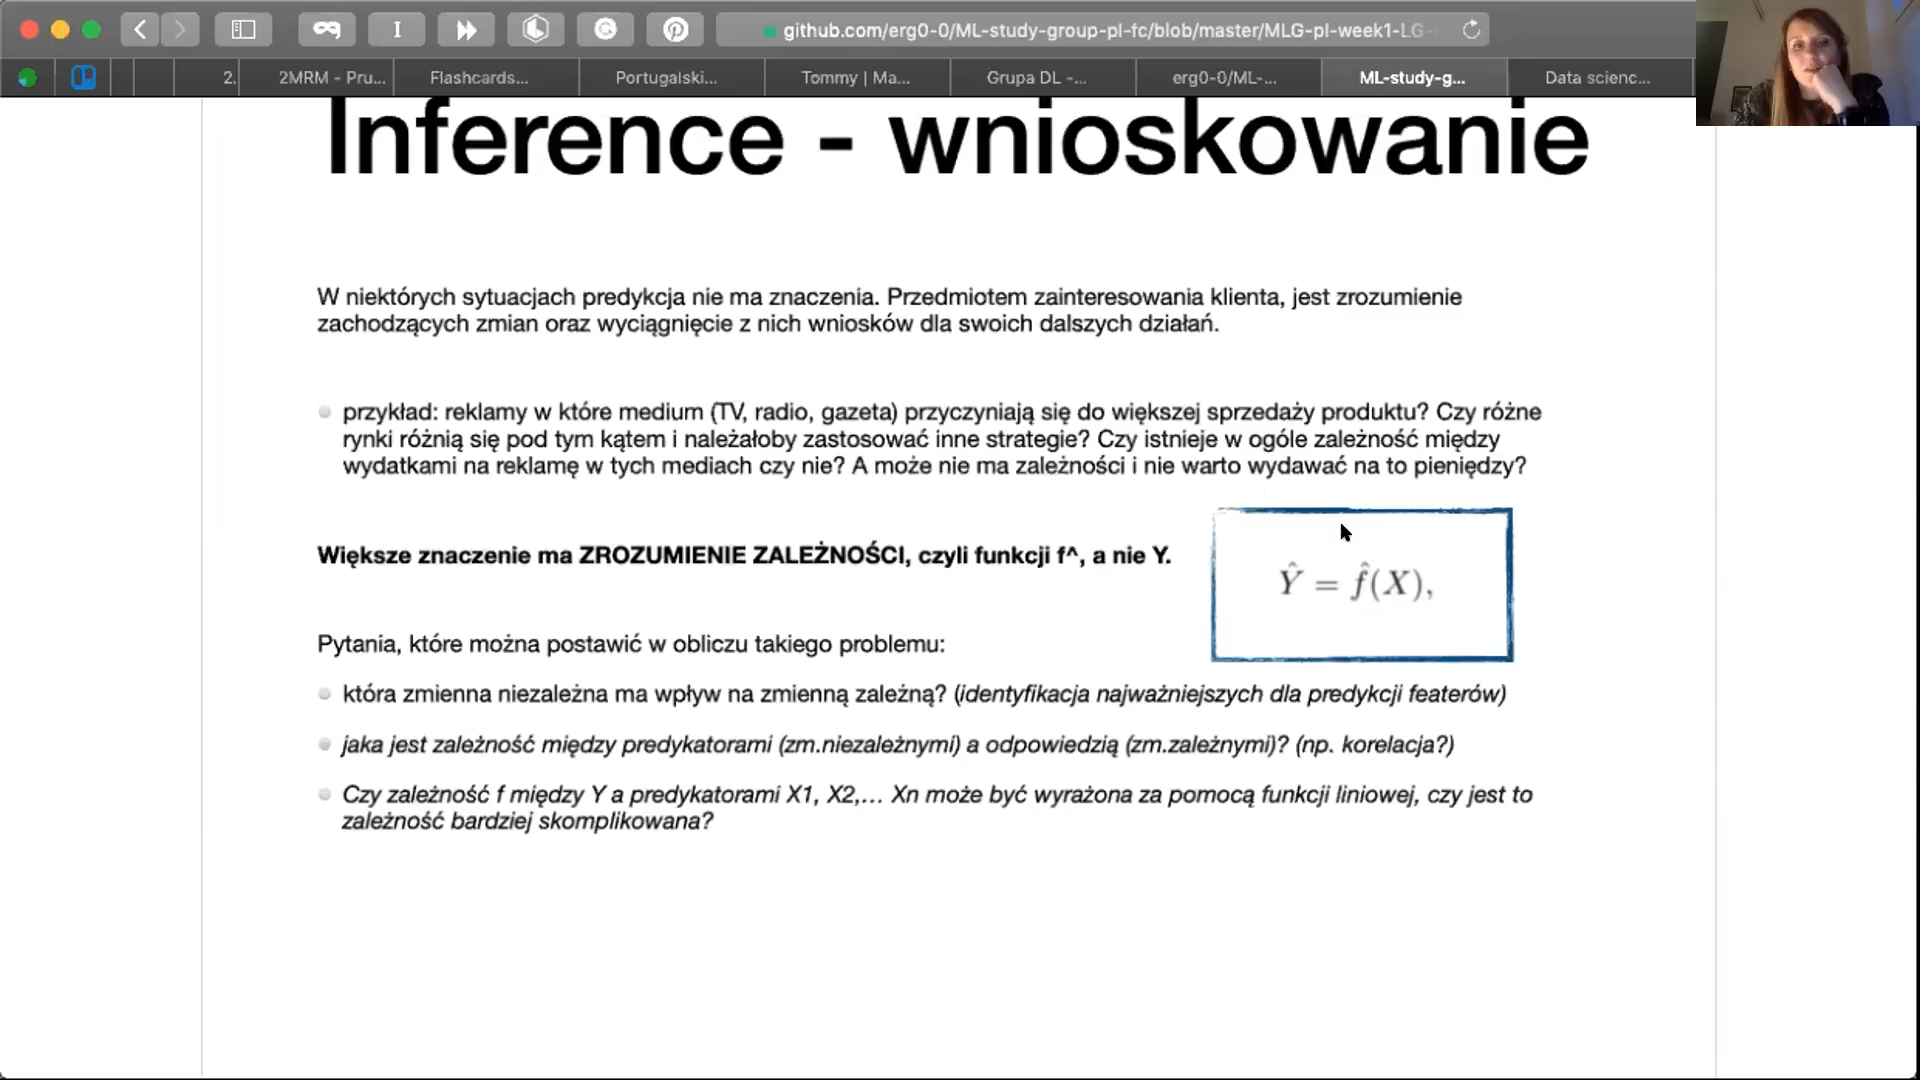 github.com/erg0-0/ML-study-group-pl-fc/blob/master/MLG-pl-week1-LG-
2.
2MRM - Pru...
Flashcards...
Portugalski...
Tommy | Ma...
Grupa DL -...
erg0-0/ML-...
ML-study-g...
Data scienc...
Inference - wnioskowanie
W niektórych sytuacjach predykcja nie ma znaczenia. Przedmiotem zainteresowania klienta, jest zrozumienie
zachodzących zmian oraz wyciągnięcie z nich wniosków dla swoich dalszych działań.
przykład: reklamy w które medium (TV, radio, gazeta) przyczyniają się do większej sprzedaży produktu? Czy różne
rynki różnią się pod tym kątem i należałoby zastosować inne strategie? Czy istnieje w ogóle zależność między
wydatkami na reklamę w tych mediach czy nie? A może nie ma zależności i nie warto wydawać na to pieniędzy?
Większe znaczenie ma ZROZUMIENIE ZALEŻNOŚCI, czyli funkcji f^, a nie Y.
Ŷ = f̂(X),
Pytania, które można postawić w obliczu takiego problemu:
która zmienna niezależna ma wpływ na zmienną zależną? (identyfikacja najważniejszych dla predykcji featerów)
jaka jest zależność między predykatorami (zm.niezależnymi) a odpowiedzią (zm.zależnymi)? (np. korelacja?)
Czy zależność f między Y a predykatorami X1, X2,... Xn może być wyrażona za pomocą funkcji liniowej, czy jest to
zależność bardziej skomplikowana?